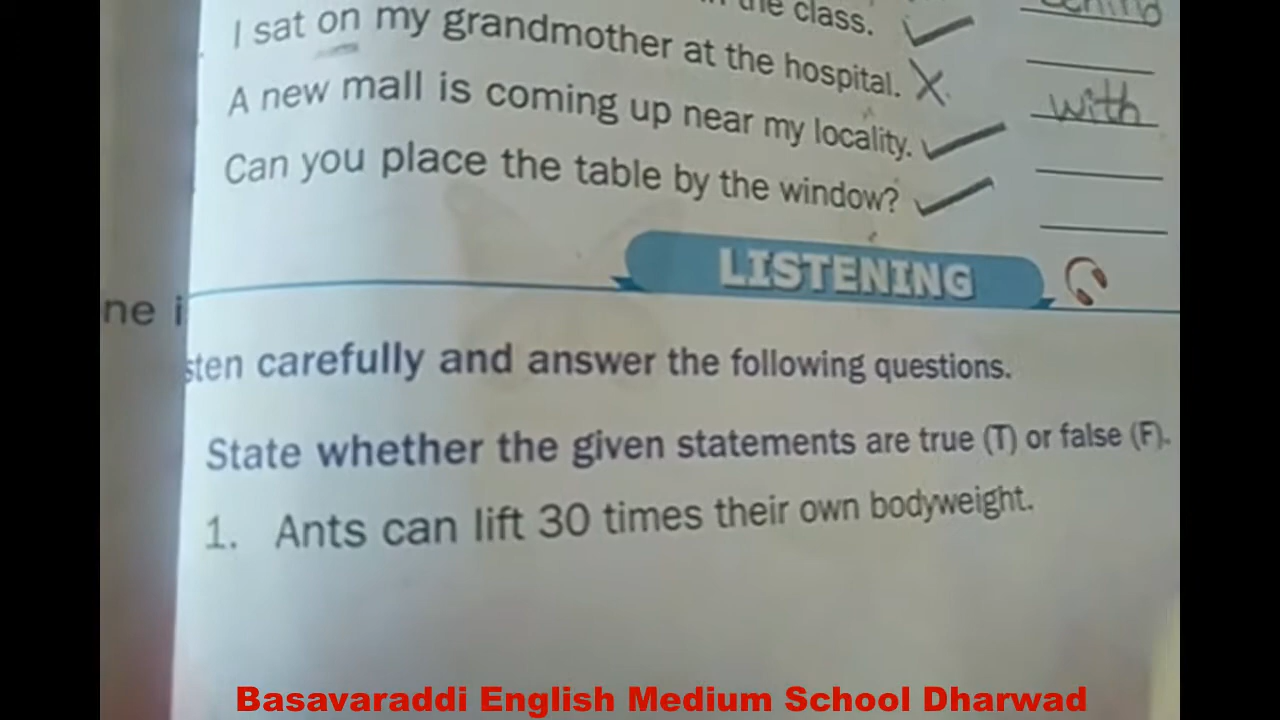 the class.
I sat on my grandmother at the hospital.
with
A new mall is coming up near my locality.
Can you place the table by the window?
LISTENING
ne i
sten carefully and answer the following questions.
State whether the given statements are true (T) or false (F).
1. Ants can lift 30 times their own bodyweight.
Basavaraddi English Medium School Dharwad